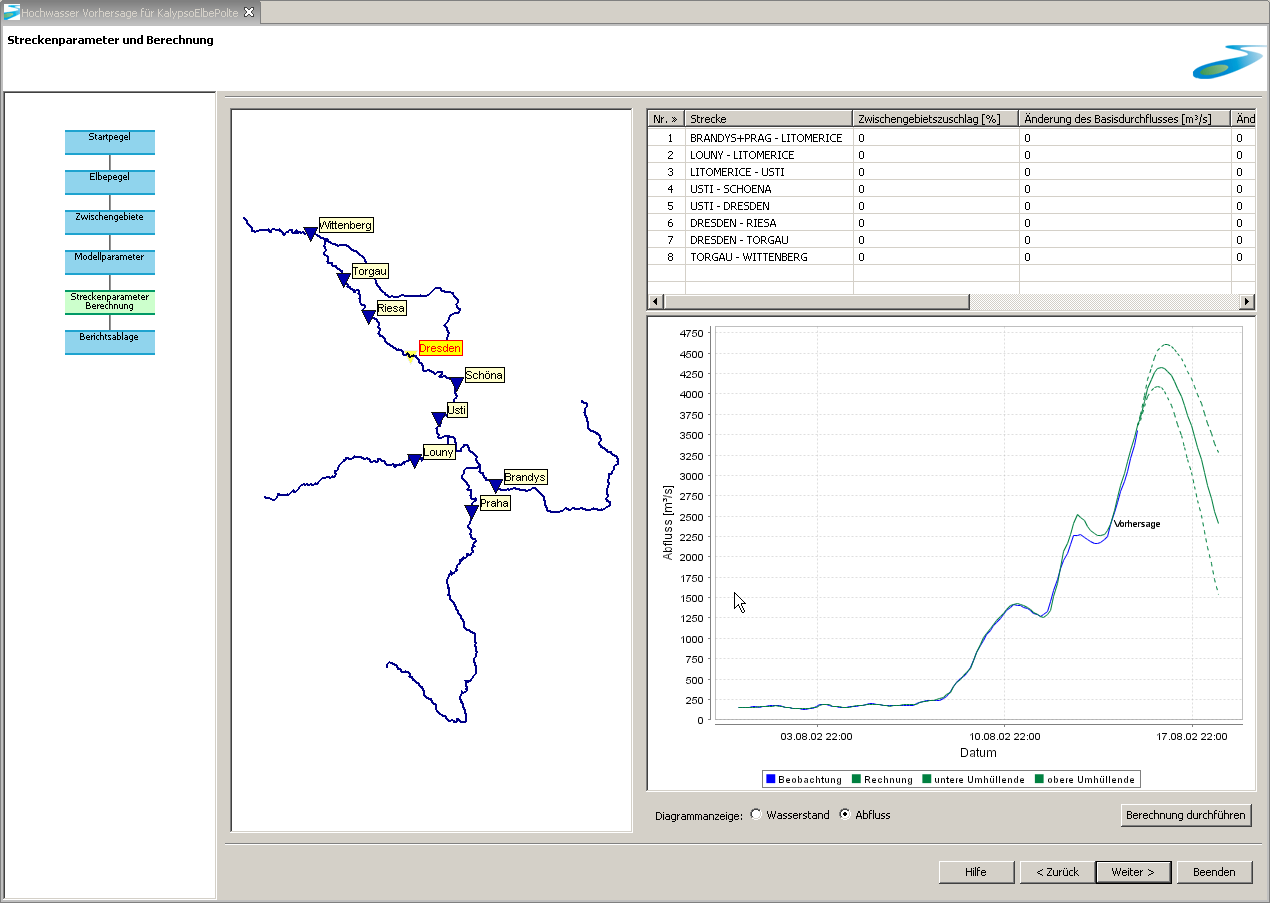 Hochwasser Vorhersage für KalypsoElbePolte
Streckenparameter und Berechnung
Startpegel
Elbepegel
Zwischengebiete
Modellparameter
Streckenparameter
Berechnung
Berichtsablage
Wittenberg
Torgau
Riesa
Dresden
Schöna
Usti
Louny
Brandys
Praha
Nr. » Strecke Zwischengebietszuschlag [%] Änderung des Basisdurchflusses [m³/s] Änd
1 BRANDYS+PRAG - LITOMERICE 0 0 0
2 LOUNY - LITOMERICE 0 0 0
3 LITOMERICE - USTI 0 0 0
4 USTI - SCHOENA 0 0 0
5 USTI - DRESDEN 0 0 0
6 DRESDEN - RIESA 0 0 0
7 DRESDEN - TORGAU 0 0 0
8 TORGAU - WITTENBERG 0 0 0
4750
4500
4250
4000
3750
3500
3250
3000
2750
2500
2250
2000
1750
1500
1250
1000
750
500
250
0
Abfluss [m³/s]
Vorhersage
03.08.02 22:00 10.08.02 22:00 17.08.02 22:00
Datum
Beobachtung Rechnung untere Umhüllende obere Umhüllende
Diagrammanzeige: Wasserstand Abfluss Berechnung durchführen
Hilfe < Zurück Weiter > Beenden